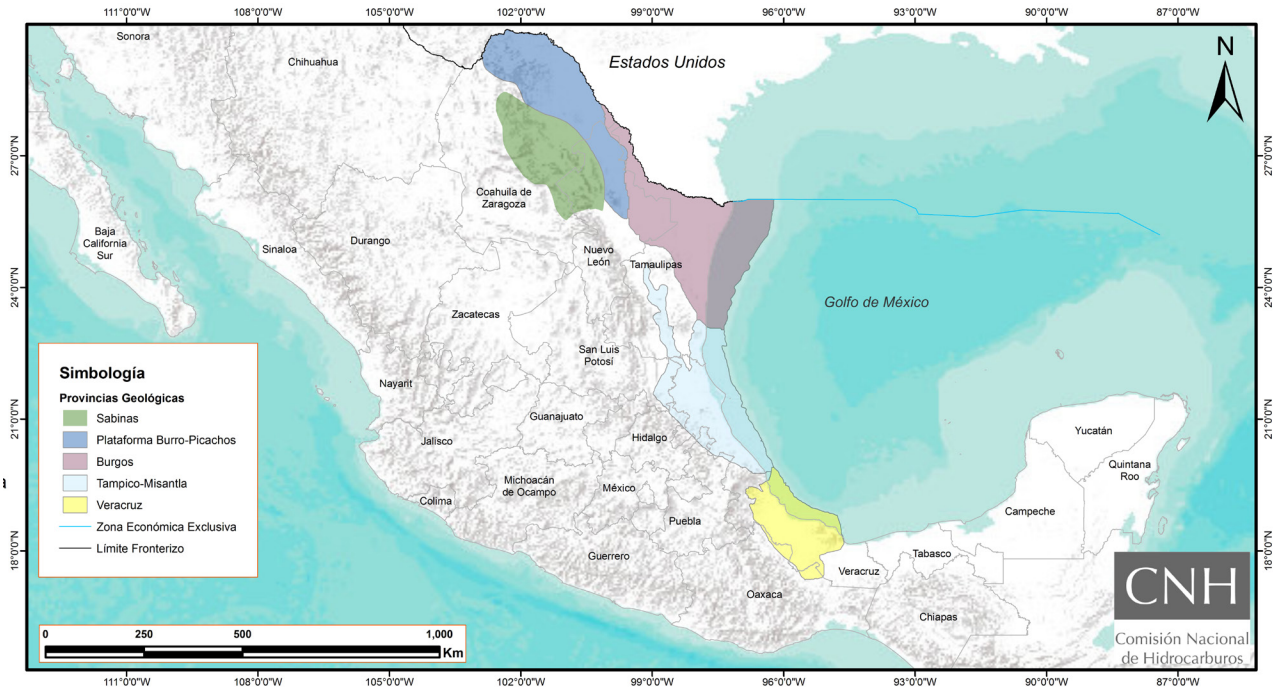 111°0'0"W 108°0'0"W 105°0'0"W 102°0'0"W 99°0'0"W 96°0'0"W 93°0'0"W 90°0'0"W 87°0'0"W
Sonora
Chihuahua
Estados Unidos
N
27°0'0"N
27°0'0"N
Coahuila de
Zaragoza
Baja
California
Sur
Sinaloa
Durango
Nuevo
León
Tamaulipas
24°0'0"N
24°0'0"N
Golfo de México
Zacatecas
San Luis
Potosí
Nayarit
Guanajuato
21°0'0"N
21°0'0"N
Jalisco
Hidalgo
Yucatán
Quintana
Roo
Michoacán
de Ocampo
México
Colima
Puebla
Campeche
Guerrero
18°0'0"N
18°0'0"N
Tabasco
Veracruz
Oaxaca
Chiapas
Simbología
Provincias Geológicas
Sabinas
Plataforma Burro-Picachos
Burgos
Tampico-Misantla
Veracruz
Zona Económica Exclusiva
Límite Fronterizo
0 250 500 1,000
Km
CNH
Comisión Nacional
de Hidrocarburos
111°0'0"W 108°0'0"W 105°0'0"W 102°0'0"W 99°0'0"W 96°0'0"W 93°0'0"W 90°0'0"W 87°0'0"W